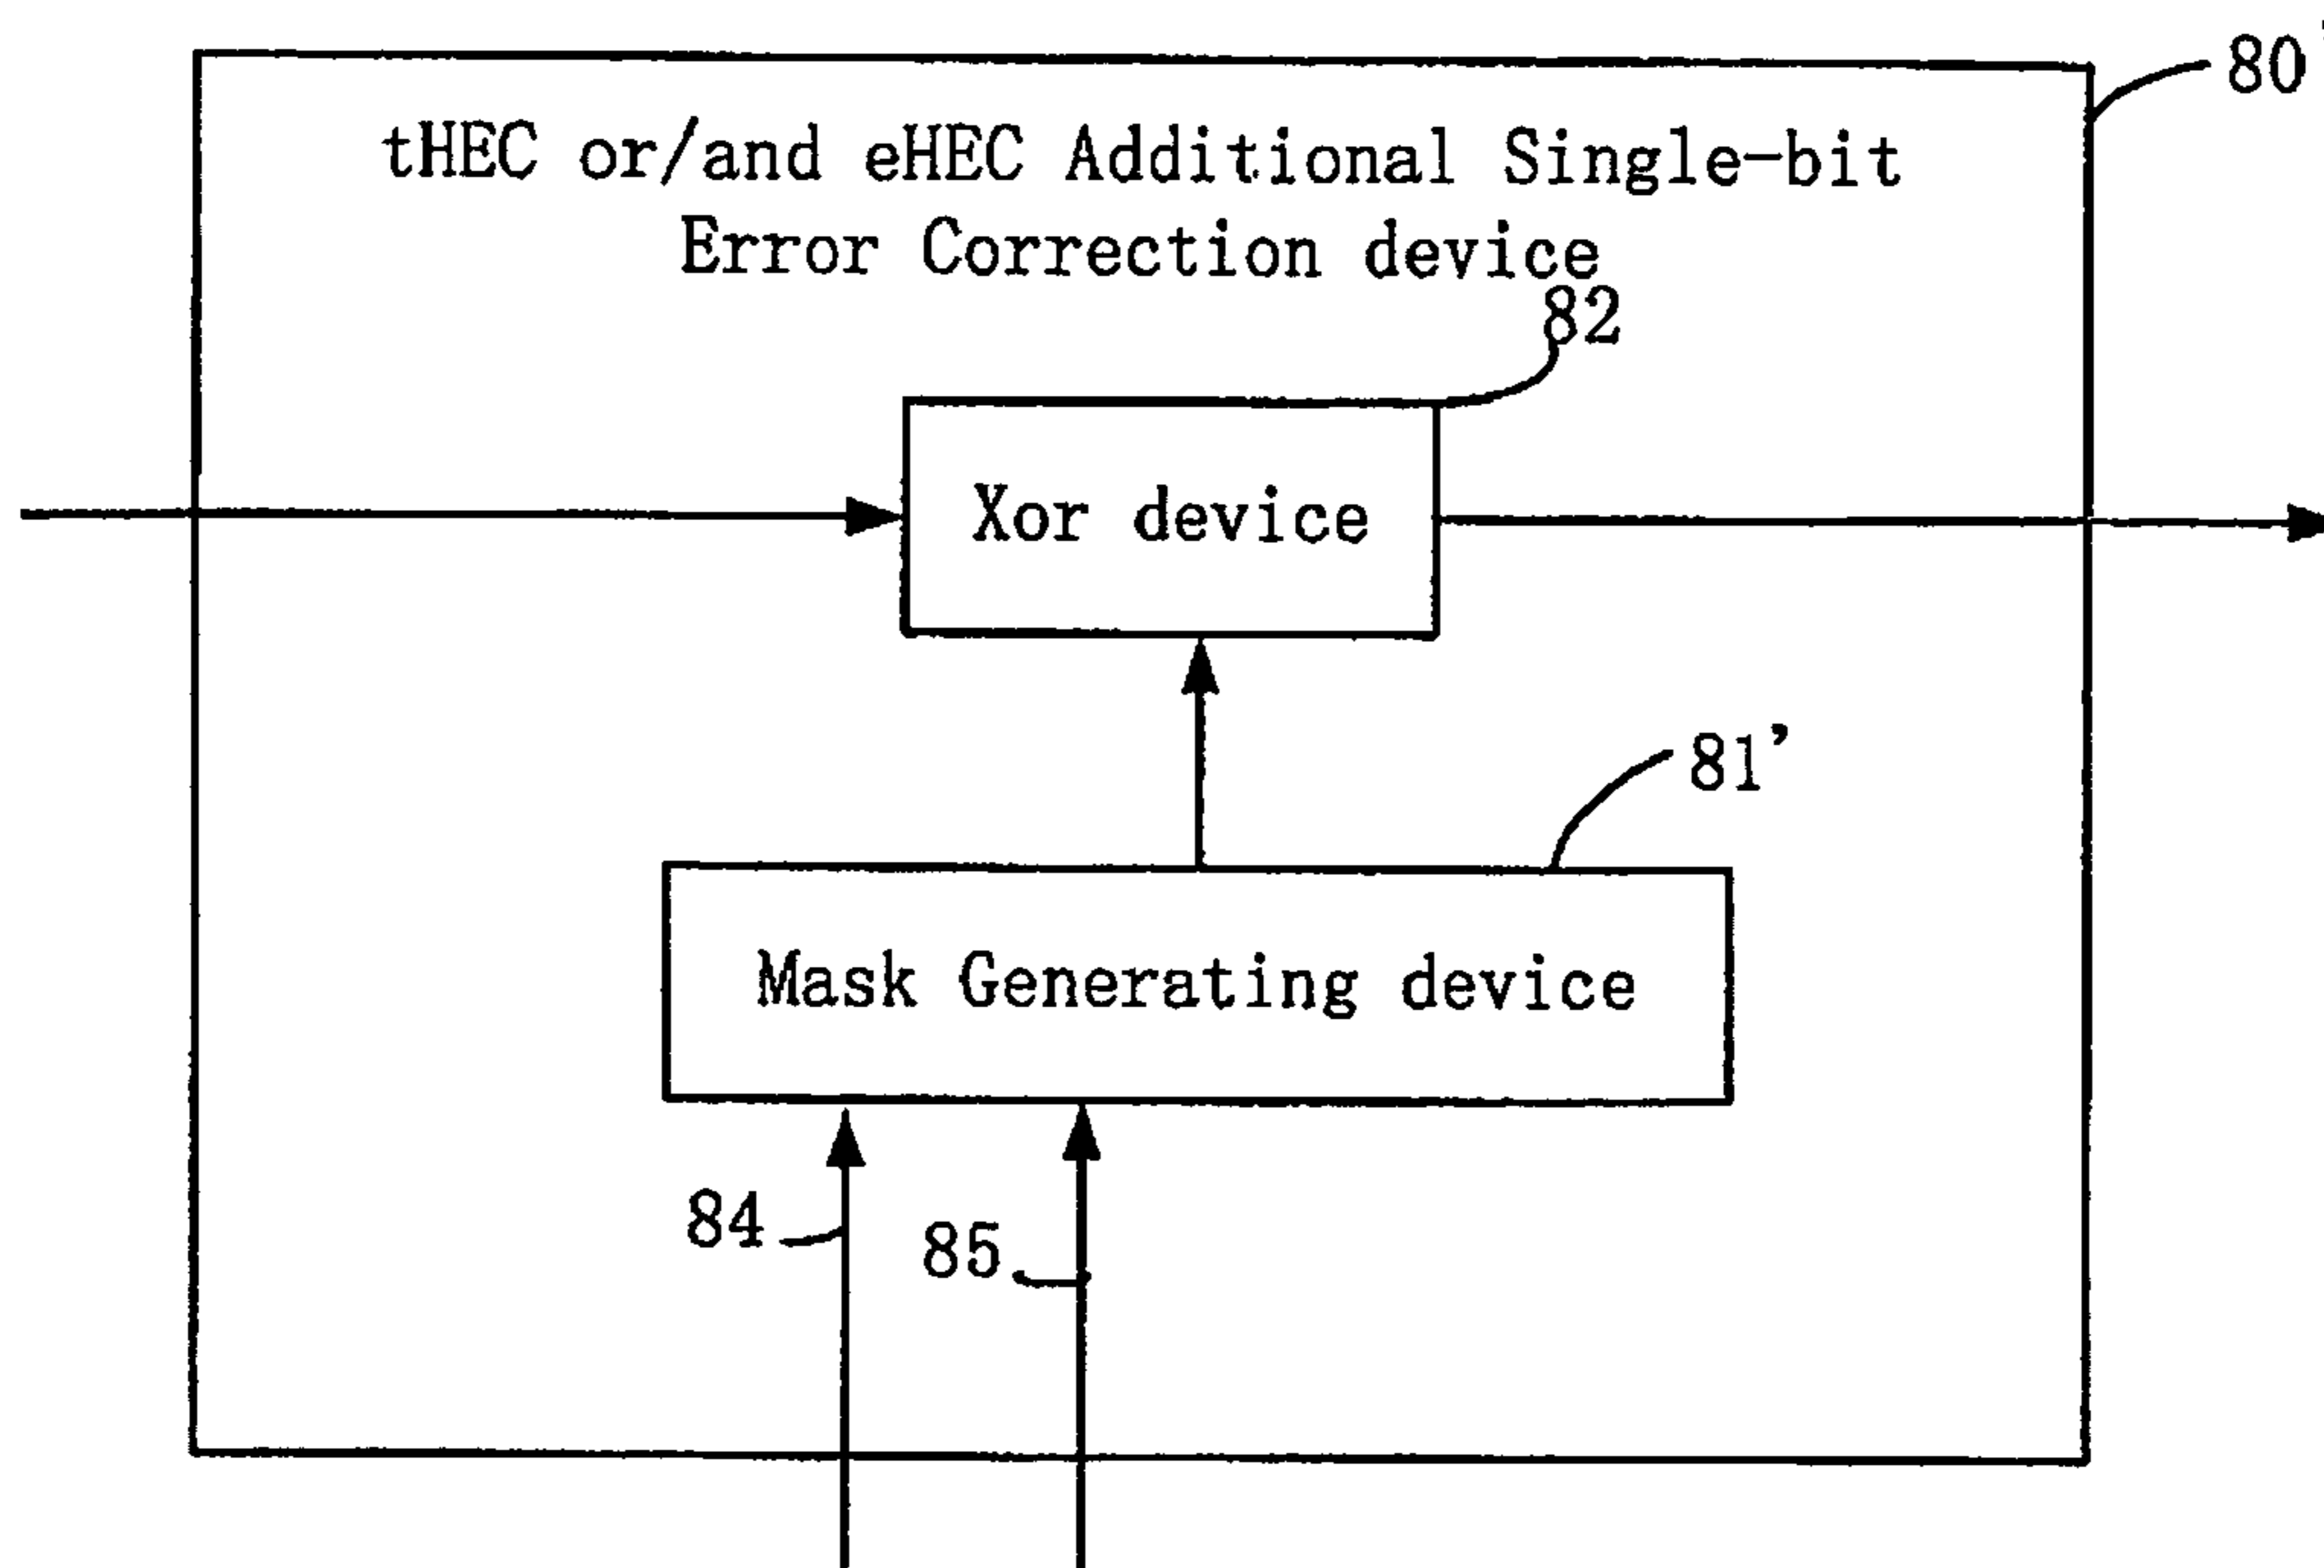 80'
tHEC or/and eHEC Additional Single-bit
Error Correction device
82
Xor device
81'
Mask Generating device
84
85